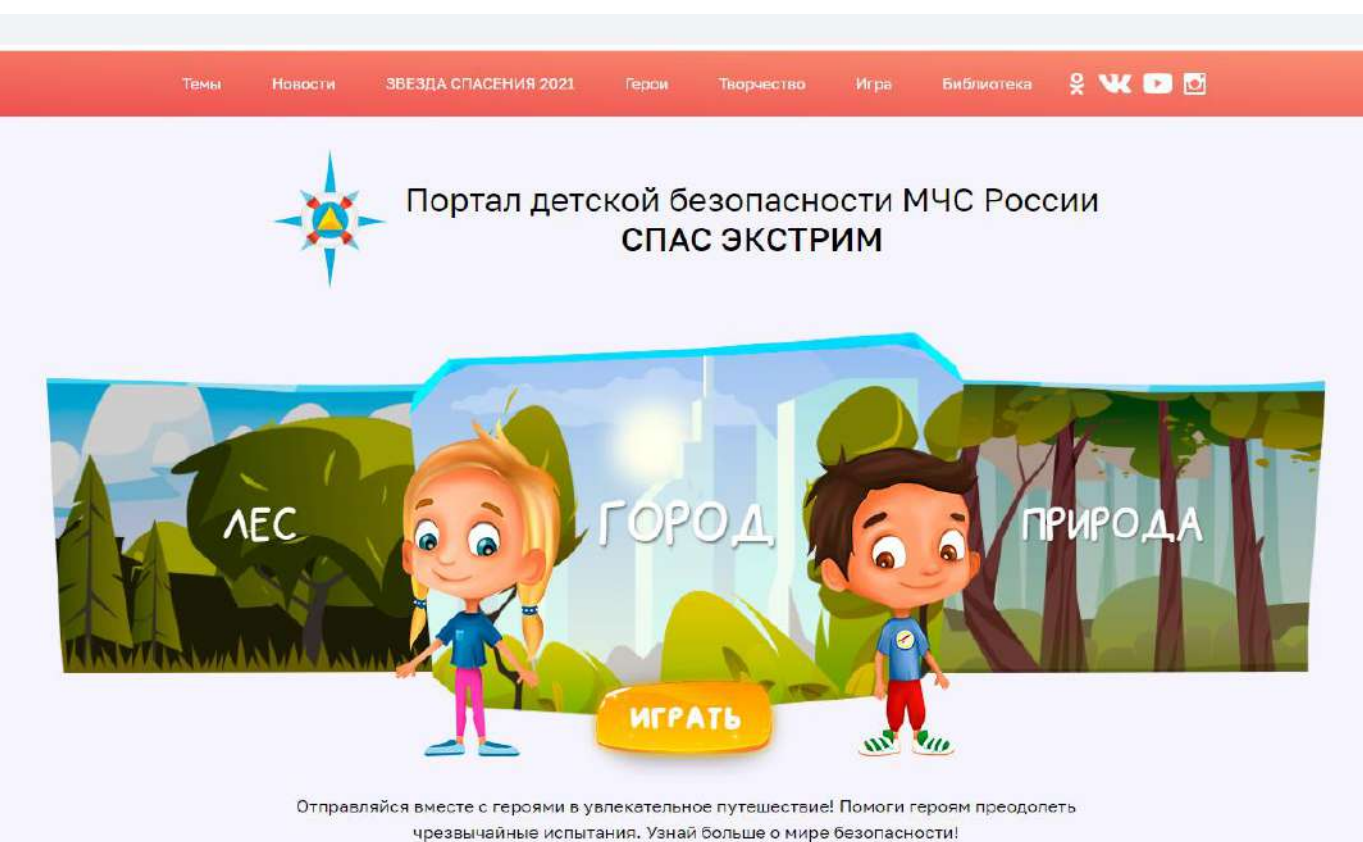 Темы Новости ЗВЕЗДА СПАСЕНИЯ 2021 Герои Творчество Игра Библиотека
Портал детской безопасности МЧС России
СПАС ЭКСТРИМ
ЛЕС ГОРОД ПРИРОДА
ИГРАТЬ
Отправляйся вместе с героями в увлекательное путешествие! Помоги героям преодолеть
чрезвычайные испытания. Узнай больше о мире безопасности!